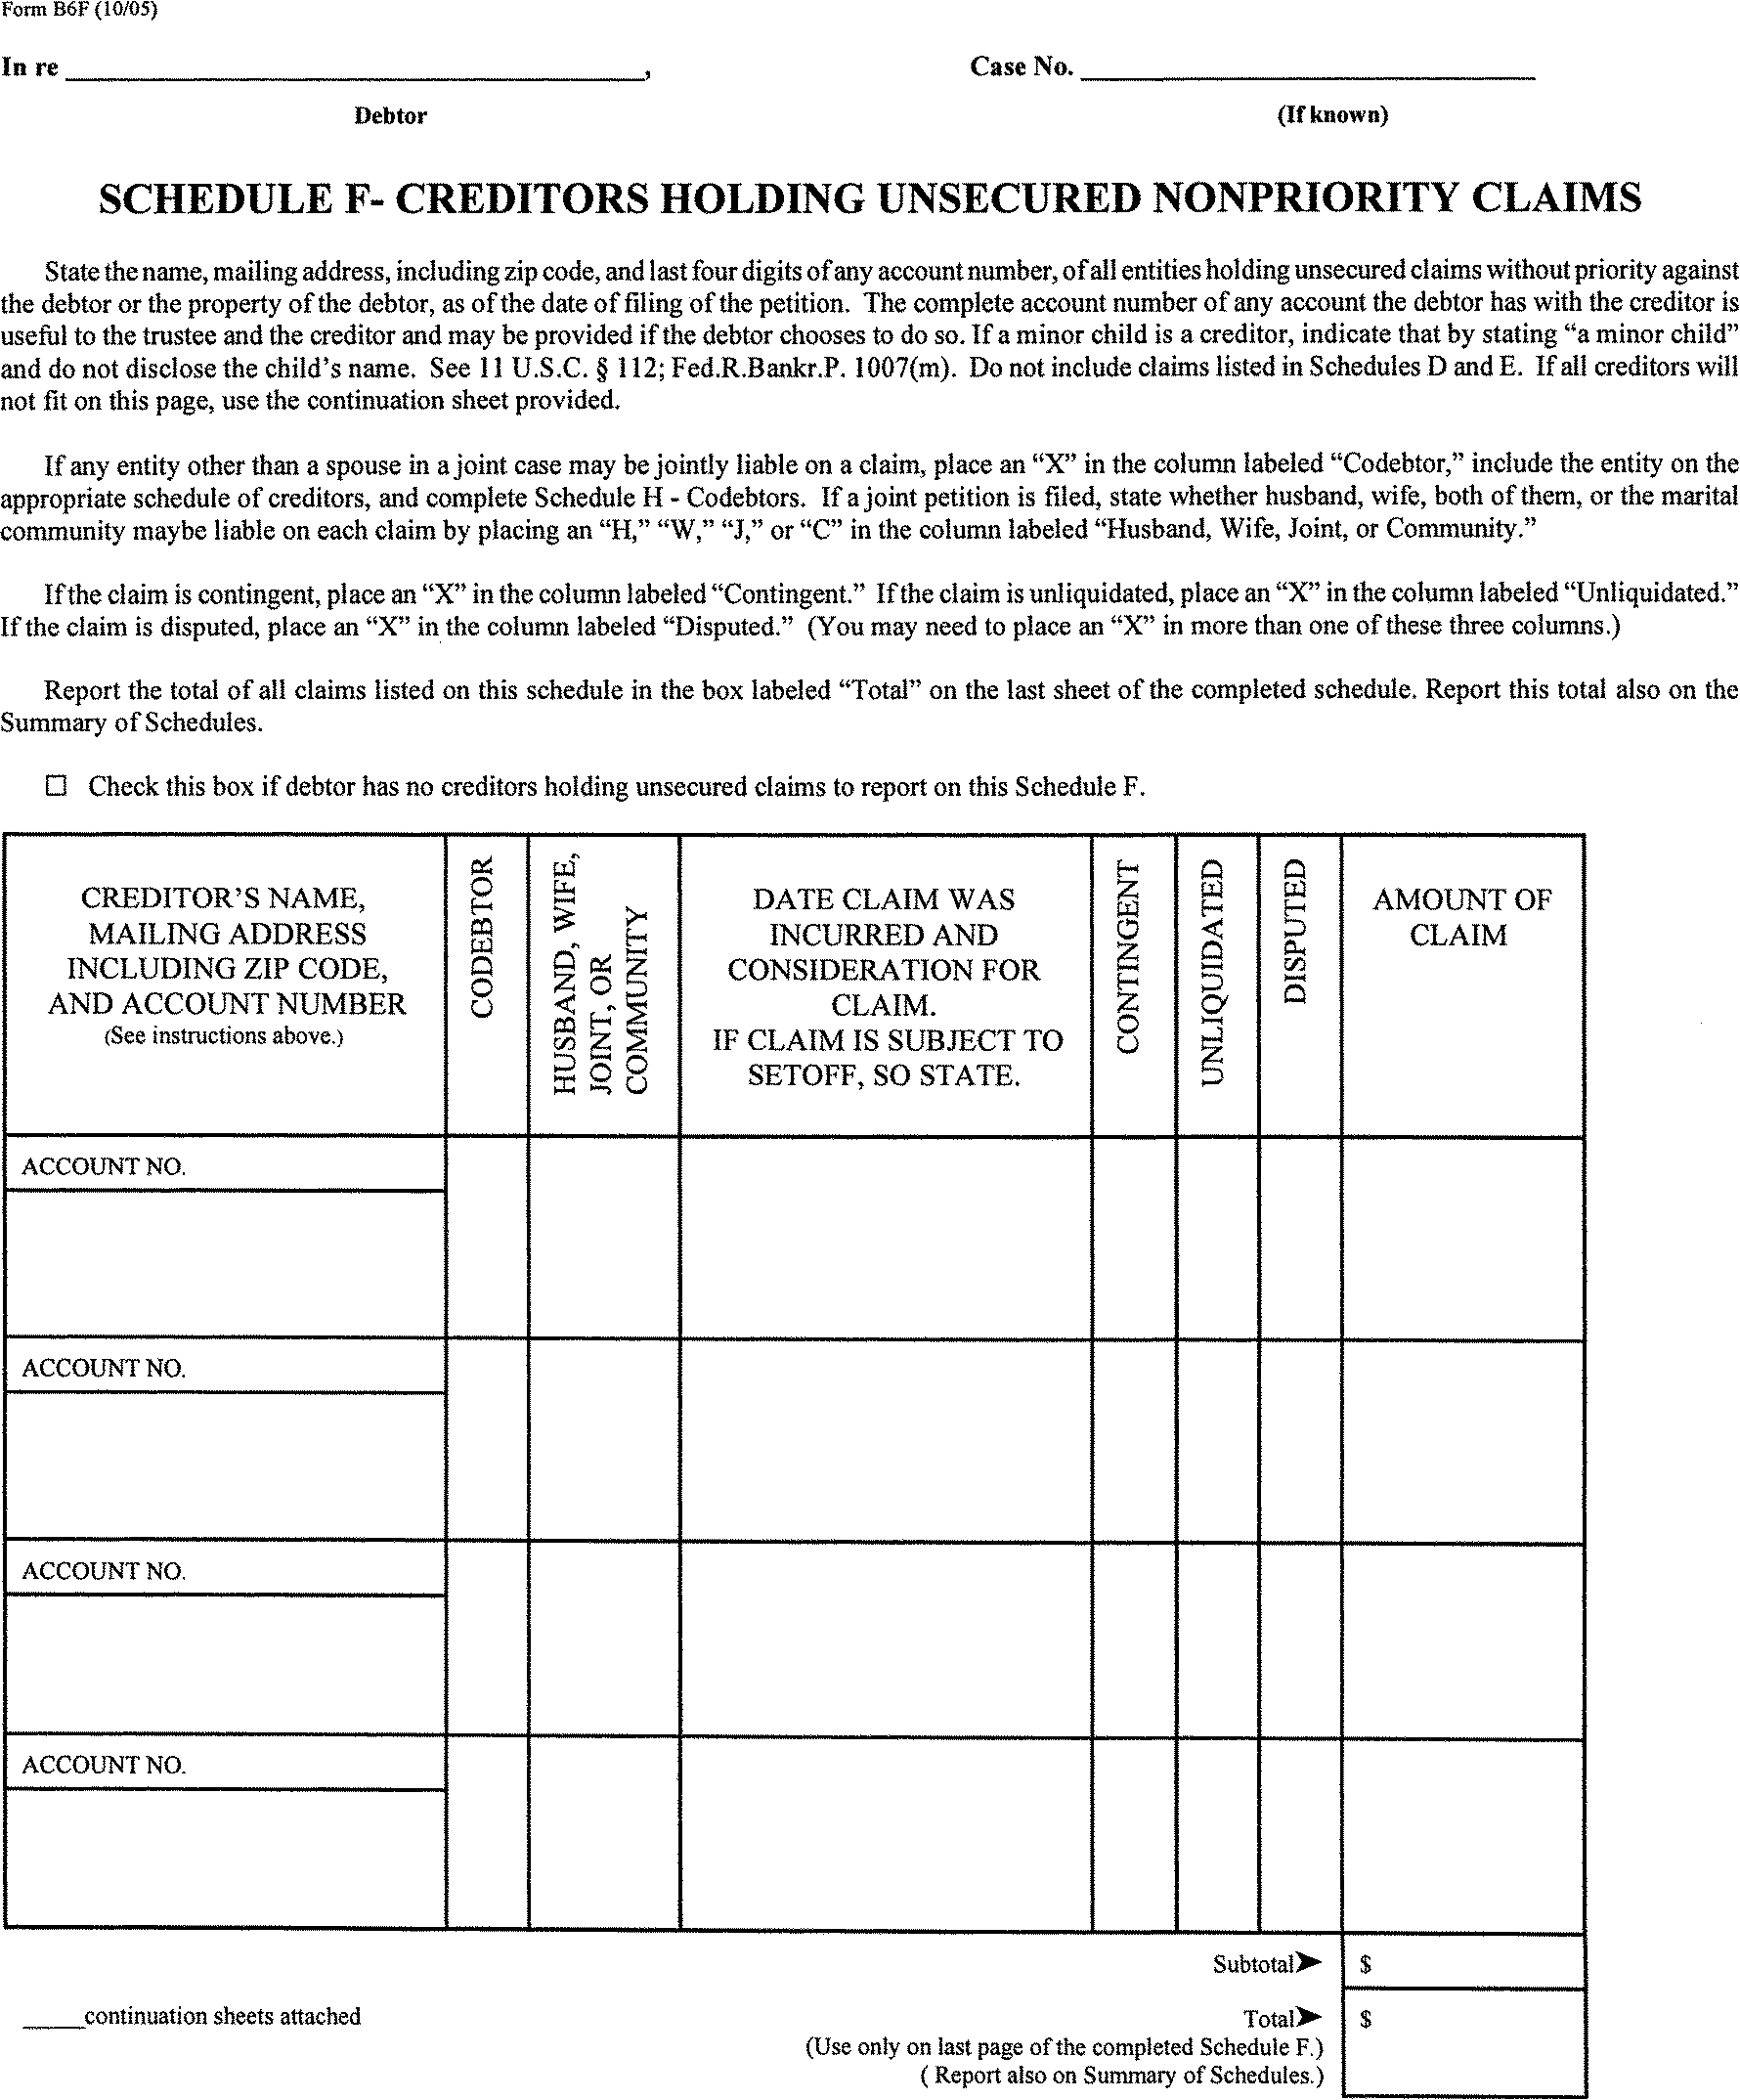 Form B6F (10/05)
In re ____________________, Case No. ____________________
Debtor (If known)
SCHEDULE F- CREDITORS HOLDING UNSECURED NONPRIORITY CLAIMS
State the name, mailing address, including zip code, and last four digits of any account number, of all entities holding unsecured claims without priority against
the debtor or the property of the debtor, as of the date of filing of the petition. The complete account number of any account the debtor has with the creditor is
useful to the trustee and the creditor and may be provided if the debtor chooses to do so. If a minor child is a creditor, indicate that by stating “a minor child”
and do not disclose the child’s name. See 11 U.S.C. § 112; Fed.R.Bankr.P. 1007(m). Do not include claims listed in Schedules D and E. If all creditors will
not fit on this page, use the continuation sheet provided.
If any entity other than a spouse in a joint case may be jointly liable on a claim, place an “X” in the column labeled “Codebtor,” include the entity on the
appropriate schedule of creditors, and complete Schedule H - Codebtors. If a joint petition is filed, state whether husband, wife, both of them, or the marital
community maybe liable on each claim by placing an “H,” “W,” “J,” or “C” in the column labeled “Husband, Wife, Joint, or Community.”
If the claim is contingent, place an “X” in the column labeled “Contingent.” If the claim is unliquidated, place an “X” in the column labeled “Unliquidated.”
If the claim is disputed, place an “X” in the column labeled “Disputed.” (You may need to place an “X” in more than one of these three columns.)
Report the total of all claims listed on this schedule in the box labeled “Total” on the last sheet of the completed schedule. Report this total also on the
Summary of Schedules.
☐ Check this box if debtor has no creditors holding unsecured claims to report on this Schedule F.
CREDITOR’S NAME,
MAILING ADDRESS
INCLUDING ZIP CODE,
AND ACCOUNT NUMBER
(See instructions above.)
CODEBTOR
HUSBAND, WIFE,
JOINT, OR
COMMUNITY
DATE CLAIM WAS
INCURRED AND
CONSIDERATION FOR
CLAIM.
IF CLAIM IS SUBJECT TO
SETOFF, SO STATE.
CONTINGENT
UNLIQUIDATED
DISPUTED
AMOUNT OF
CLAIM
ACCOUNT NO.
ACCOUNT NO.
ACCOUNT NO.
ACCOUNT NO.
Subtotal➤ $
_____continuation sheets attached Total➤ $
(Use only on last page of the completed Schedule F.)
( Report also on Summary of Schedules.)